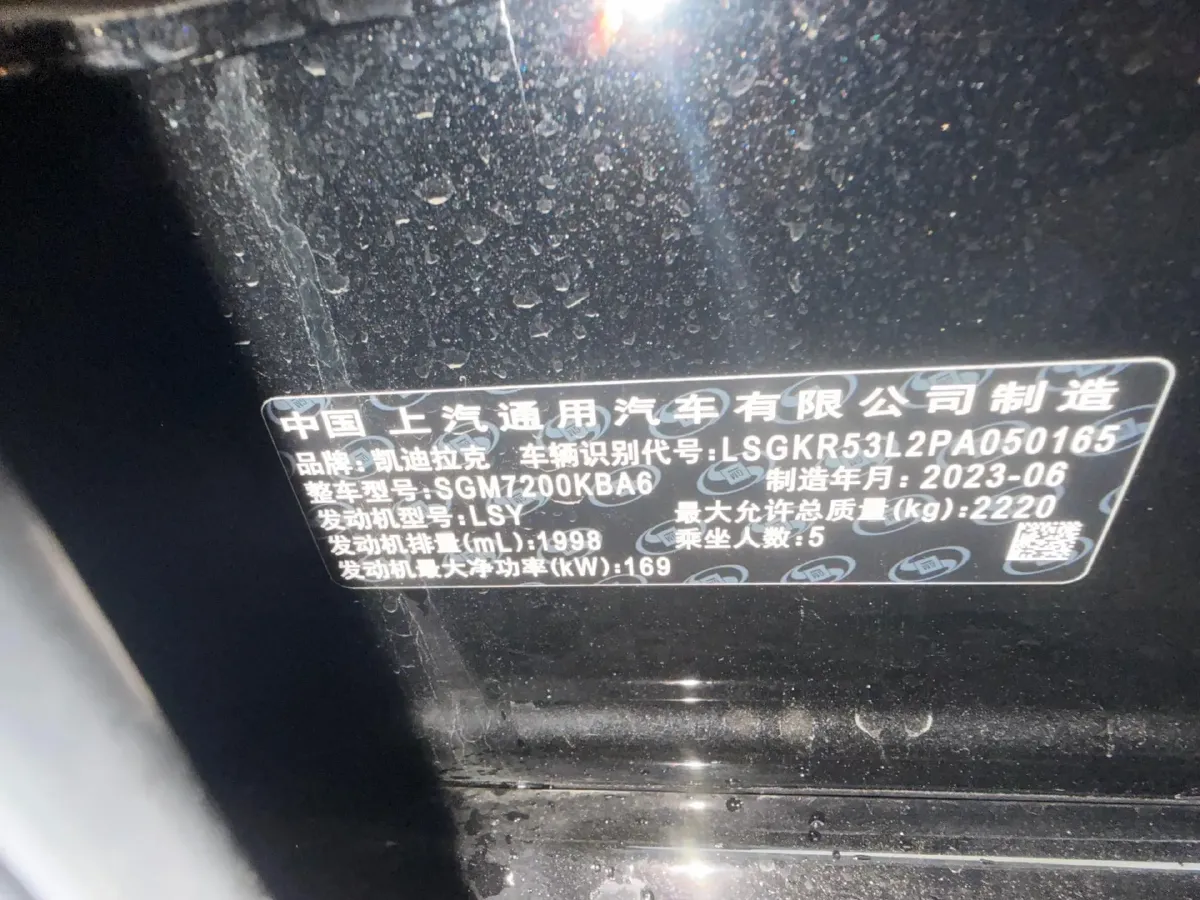 中国 上汽通用汽车有限公司制造
品牌:凯迪拉克 车辆识别代号:LSGKR53L2PA050165
整车型号:SGM7200KBA6 制造年月:2023-06
发动机型号:LSY 最大允许总质量(kg):2220
发动机排量(mL):1998 乘坐人数:5
发动机最大净功率(kW):169